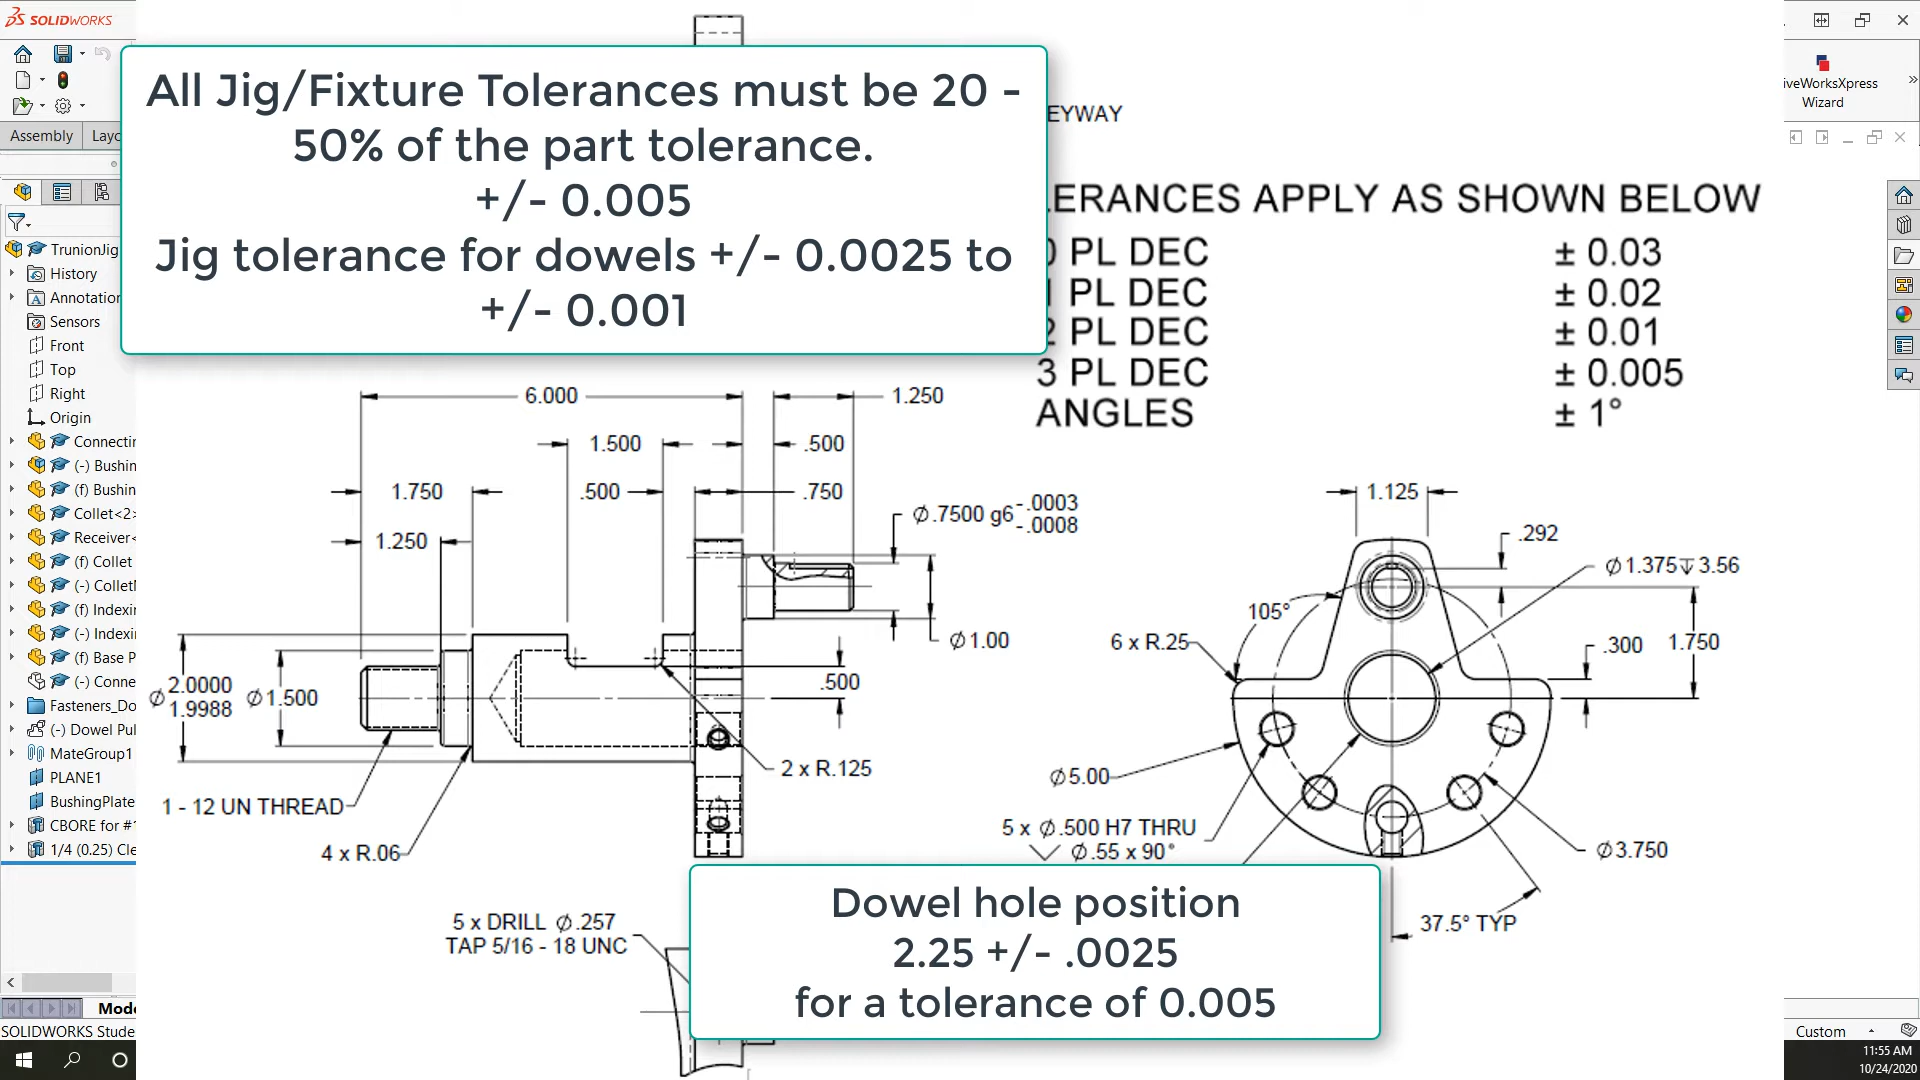 SOLIDWORKS
Assembly
All Jig/Fixture Tolerances must be 20 -
50% of the part tolerance.
+/- 0.005
Jig tolerance for dowels +/- 0.0025 to
+/- 0.001
EYWAY
iveWorksXpress
Wizard
ERANCES APPLY AS SHOWN BELOW
PL DEC ± 0.03
PL DEC ± 0.02
2 PL DEC ± 0.01
3 PL DEC ± 0.005
ANGLES ± 1°
TrunionJig
History
Sensors
Front
Top
Right
Origin
(-) Bushin
(f) Bushin
Collet<2>
Receiver<
(f) Collet
(f) Indexin
(-) Indexin
(f) Base P
(-) Conne
Fasteners_Do
(-) Dowel Pul
MateGroup1
PLANE1
BushingPlate
CBORE for #1
1/4 (0.25) Cle
6.000
1.250
1.500
.500
1.750
.500
.750
1.250
Ø.7500 g6 -.0003
-.0008
Ø1.00
Ø 2.0000
1.9988
Ø1.500
.500
2 x R.125
1 - 12 UN THREAD
4 x R.06
1.125
.292
Ø1.375↧3.56
105°
6 x R.25
.300
1.750
Ø5.00
5 x Ø.500 H7 THRU
⌵ Ø.55 x 90°
Ø3.750
37.5° TYP
5 x DRILL Ø.257
TAP 5/16 - 18 UNC
Dowel hole position
2.25 +/- .0025
for a tolerance of 0.005
SOLIDWORKS Stude
Custom
11:55 AM
10/24/2020